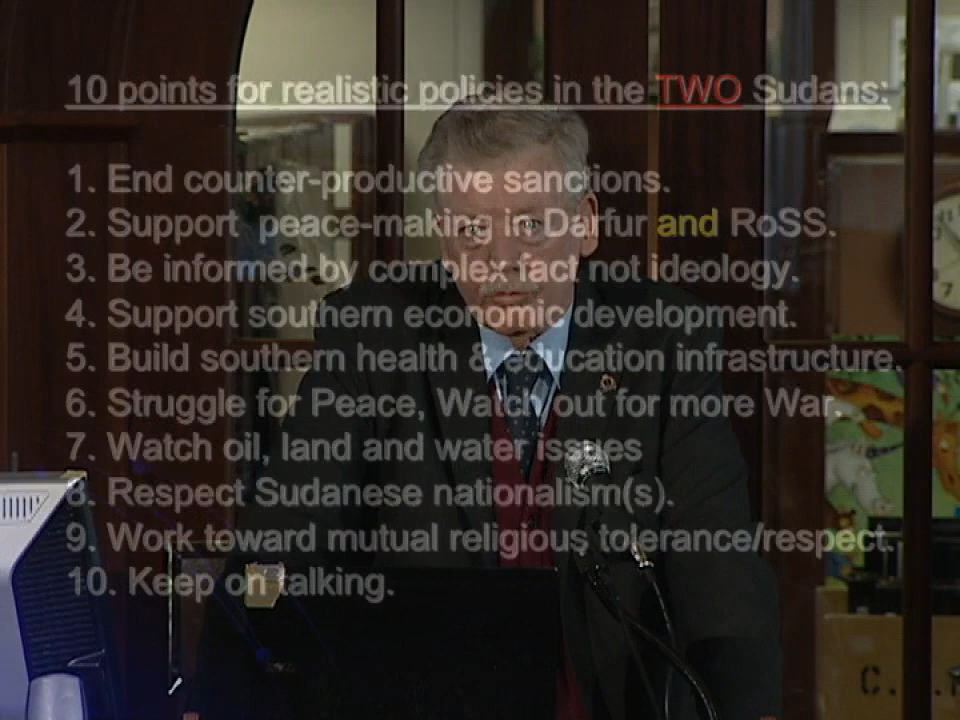 10 points for realistic policies in the TWO Sudans:
1. End counter-productive sanctions.
2. Support peace-making in Darfur and RoSS.
3. Be informed by complex fact not ideology.
4. Support southern economic development.
5. Build southern health & education infrastructure.
6. Struggle for Peace, Watch out for more War.
7. Watch oil, land and water issues
8. Respect Sudanese nationalism(s).
9. Work toward mutual religious tolerance/respect.
10. Keep on talking.